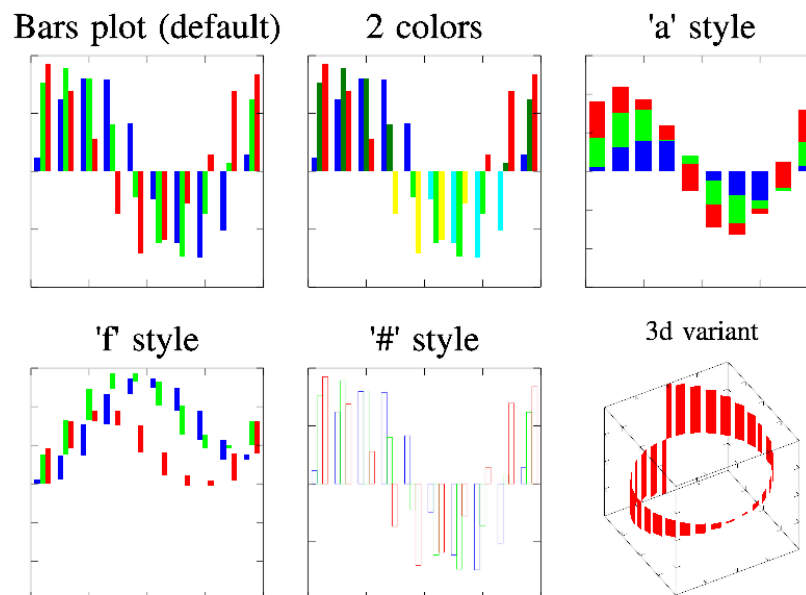 Bars plot (default)
2 colors
'a' style
'f' style
'#' style
3d variant